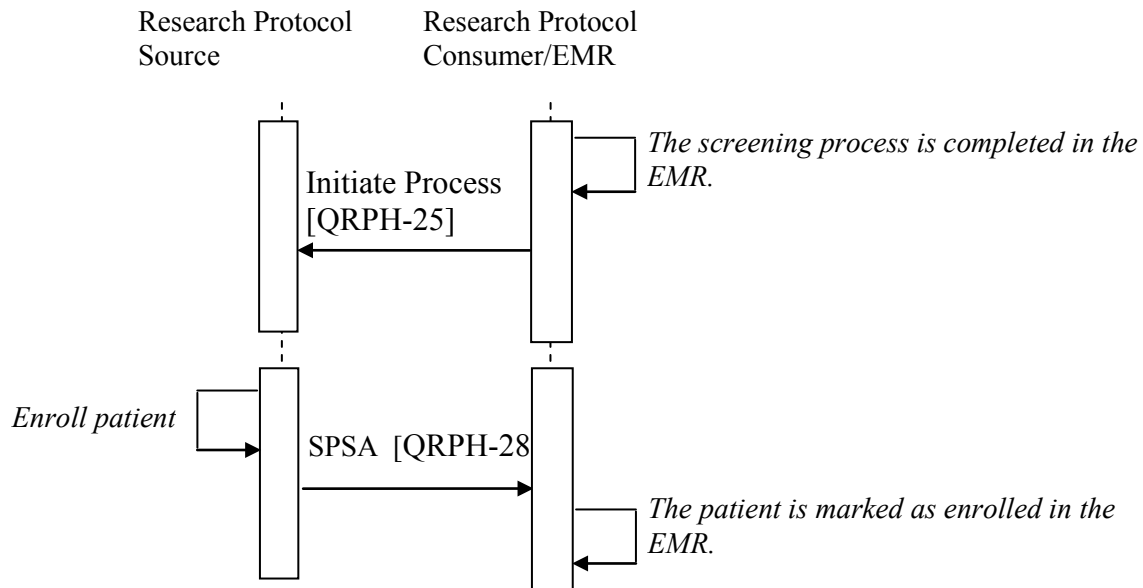 Research Protocol
Source
Research Protocol
Consumer/EMR
The screening process is completed in the
EMR.
Initiate Process
[QRPH-25]
Enroll patient
SPSA [QRPH-28
The patient is marked as enrolled in the
EMR.